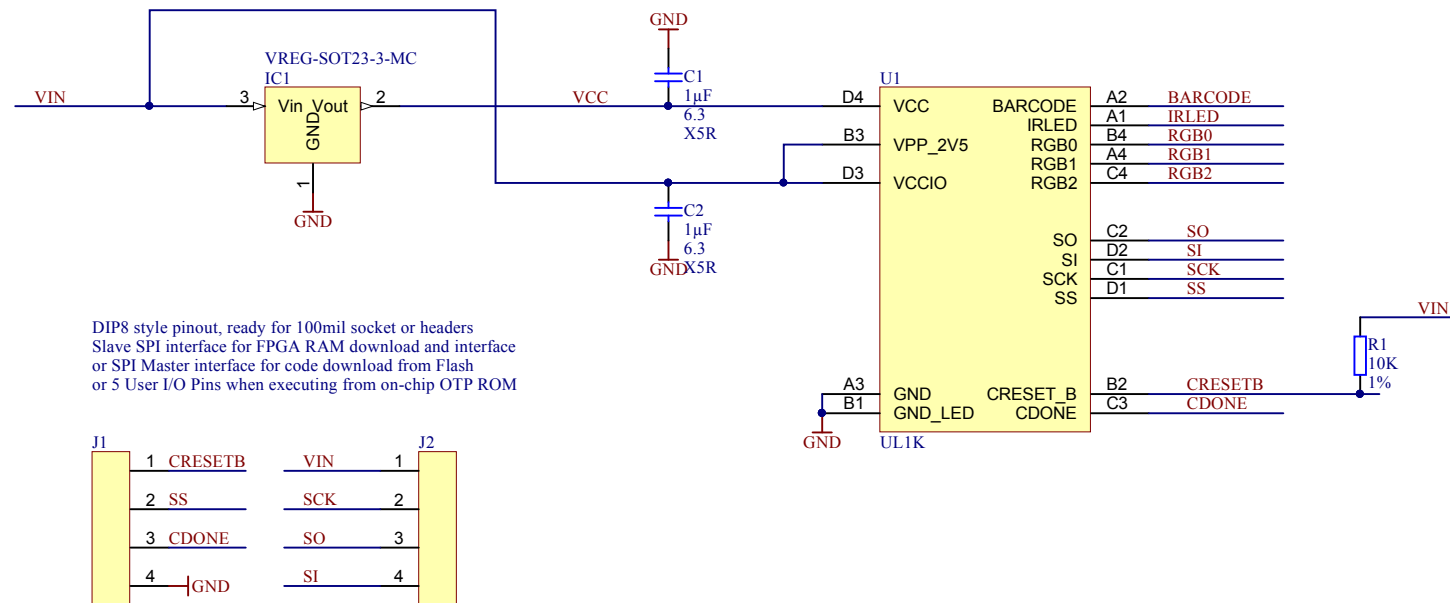 GND
VREG-SOT23-3-MC
IC1
VIN
3
Vin
Vout
GND
2
1
GND
VCC
C1
1µF
6.3
X5R
C2
1µF
6.3
X5R
GND
U1
D4
VCC
B3
VPP_2V5
D3
VCCIO
BARCODE
A2
BARCODE
IRLED
A1
IRLED
RGB0
B4
RGB0
RGB1
A4
RGB1
RGB2
C4
RGB2
SO
C2
SO
SI
D2
SI
SCK
C1
SCK
SS
D1
SS
A3
GND
B1
GND_LED
GND
CRESET_B
B2
CRESETB
CDONE
C3
CDONE
UL1K
VIN
R1
10K
1%
DIP8 style pinout, ready for 100mil socket or headers
Slave SPI interface for FPGA RAM download and interface
or SPI Master interface for code download from Flash
or 5 User I/O Pins when executing from on-chip OTP ROM
J1
1 CRESETB
2 SS
3 CDONE
4 GND
J2
VIN 1
SCK 2
SO 3
SI 4